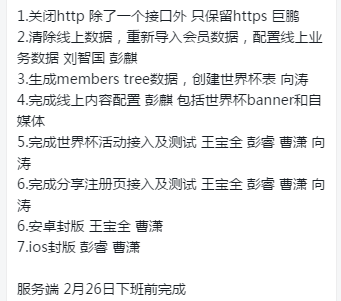 1.关闭http 除了一个接口外 只保留https 巨鹏
2.清除线上数据，重新导入会员数据，配置线上业
务数据 刘智国 彭麒
3.生成members tree数据，创建世界杯表 向涛
4.完成线上内容配置 彭麒 包括世界杯banner和自
媒体
5.完成世界杯活动接入及测试 王宝全 彭睿 曹潇 向
涛
6.完成分享注册页接入及测试 王宝全 彭睿 曹潇 向
涛
6.安卓封版 王宝全 曹潇
7.ios封版 彭睿 曹潇
服务端 2月26日下班前完成